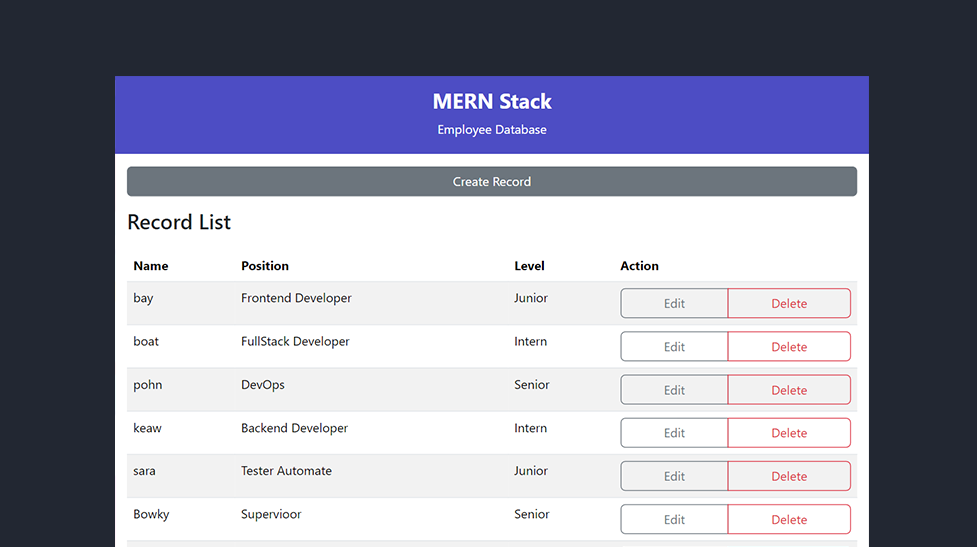 MERN Stack
Employee Database
Create Record
Record List
Name Position Level Action
bay Frontend Developer Junior Edit Delete
boat FullStack Developer Intern Edit Delete
pohn DevOps Senior Edit Delete
keaw Backend Developer Intern Edit Delete
sara Tester Automate Junior Edit Delete
Bowky Supervioor Senior Edit Delete